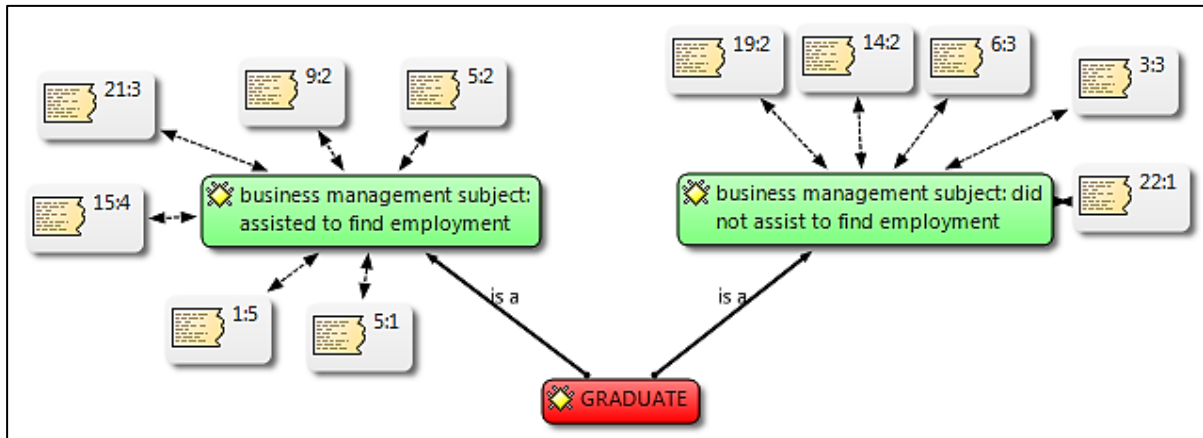 19:2
14:2
6:3
3:3
21:3
9:2
5:2
15:4
business management subject:
assisted to find employment
business management subject: did
not assist to find employment
22:1
1:5
5:1
is a
is a
GRADUATE